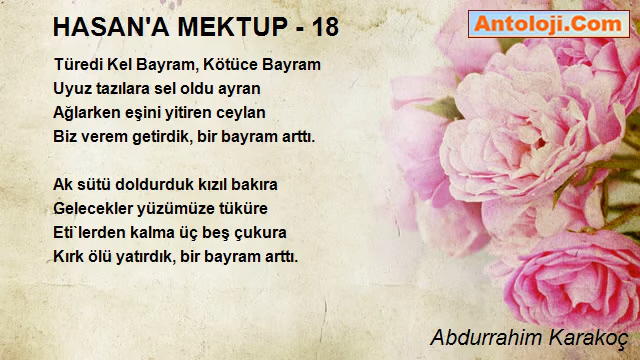 HASAN'A MEKTUP - 18
Antoloji.Com
Türedi Kel Bayram, Kötüce Bayram
Uyuz tazılara sel oldu ayran
Ağlarken eşini yitiren ceylan
Biz verem getirdik, bir bayram arttı.
Ak sütü doldurduk kızıl bakıra
Gelecekler yüzümüze tüküre
Eti`lerden kalma üç beş çukura
Kırk ölü yatırdık, bir bayram arttı.
Abdurrahim Karakoç